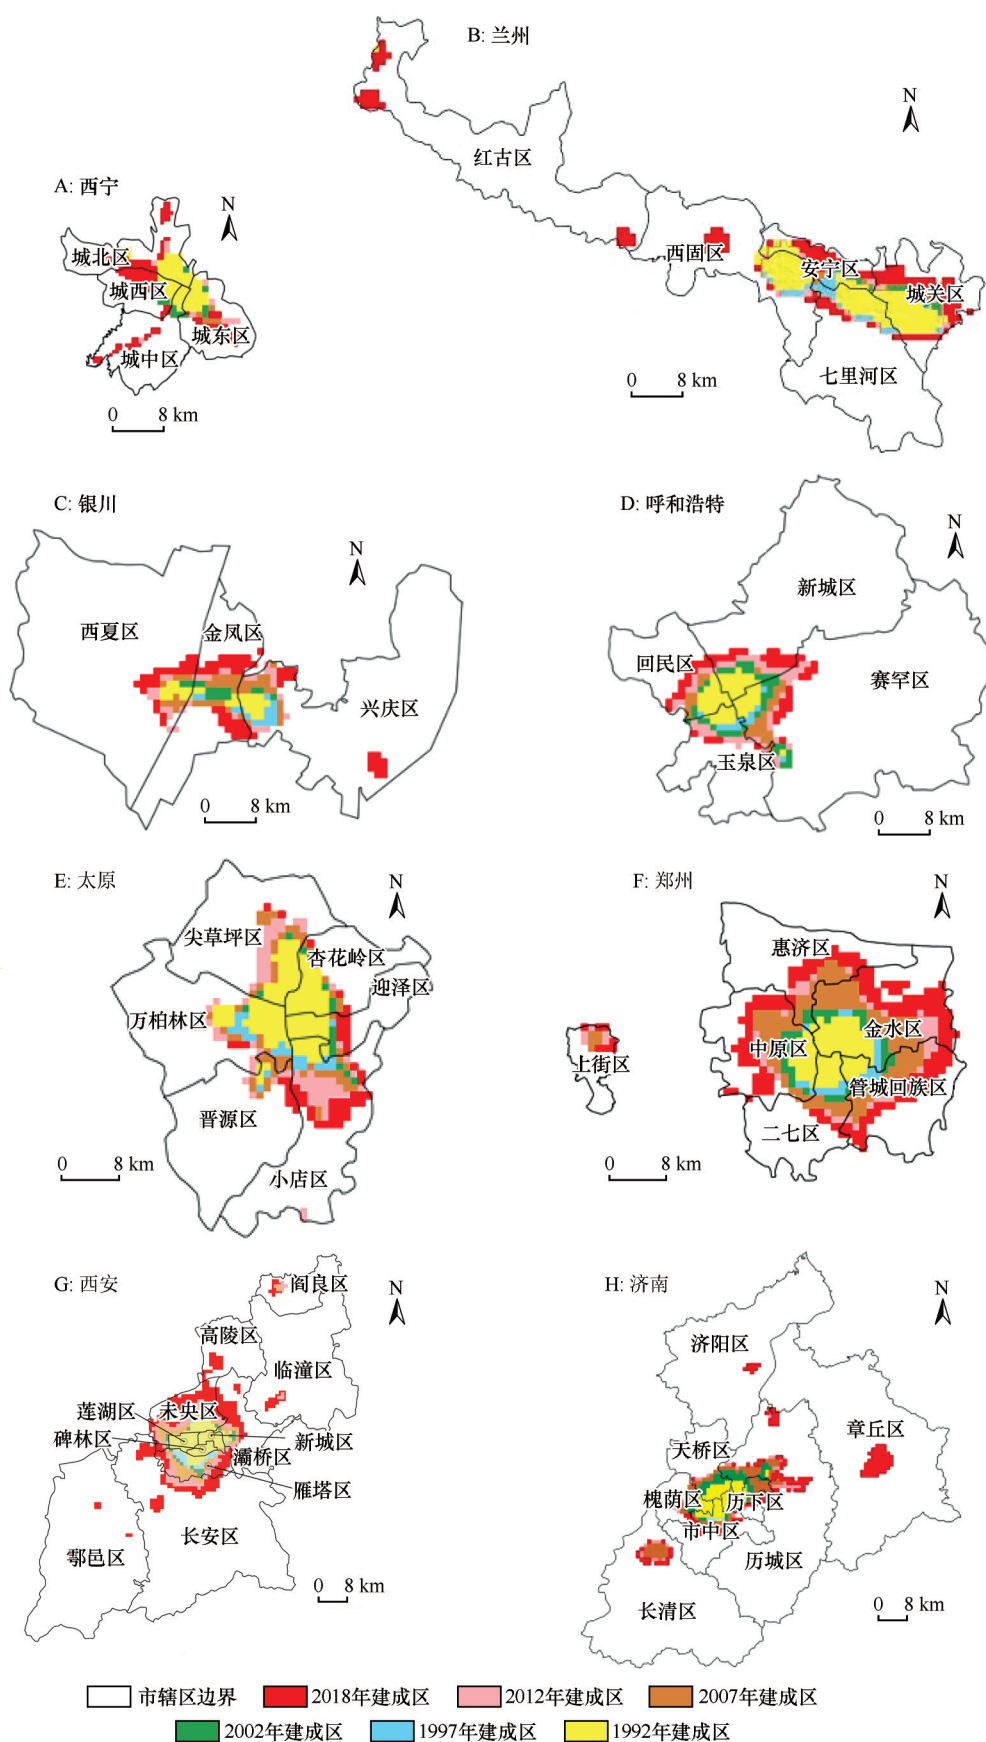 B: 兰州
N
红古区
A: 西宁
N
城北区
西固区
安宁区
城西区
城关区
城东区
城中区
七里河区
0 8 km
0 8 km
C: 银川
D: 呼和浩特
N
N
新城区
西夏区
金凤区
回民区
赛罕区
兴庆区
玉泉区
0 8 km
0 8 km
E: 太原
F: 郑州
N
N
尖草坪区
杏花岭区
惠济区
迎泽区
万柏林区
金水区
中原区
上街区
管城回族区
晋源区
二七区
0 8 km
0 8 km
小店区
G: 西安
阎良区
N
H: 济南
N
高陵区
济阳区
临潼区
莲湖区
未央区
碑林区
新城区
灞桥区
雁塔区
章丘区
天桥区
槐荫区
历下区
市中区
长安区
鄠邑区
历城区
0 8 km
长清区
0 8 km
市辖区边界 2018年建成区 2012年建成区 2007年建成区
2002年建成区 1997年建成区 1992年建成区